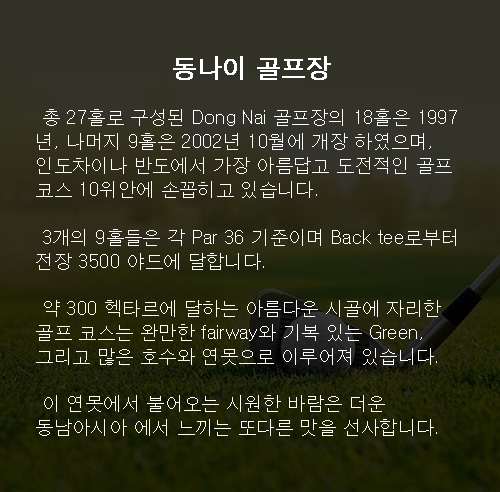 동나이 골프장
총 27홀로 구성된 Dong Nai 골프장의 18홀은 1997
년, 나머지 9홀은 2002년 10월에 개장 하였으며,
인도차이나 반도에서 가장 아름답고 도전적인 골프
코스 10위안에 손꼽히고 있습니다.
3개의 9홀들은 각 Par 36 기준이며 Back tee로부터
전장 3500 야드에 달합니다.
약 300 헥타르에 달하는 아름다운 시골에 자리한
골프 코스는 완만한 fairway와 기복 있는 Green,
그리고 많은 호수와 연못으로 이루어져 있습니다.
이 연못에서 불어오는 시원한 바람은 더운
동남아시아 에서 느끼는 또다른 맛을 선사합니다.